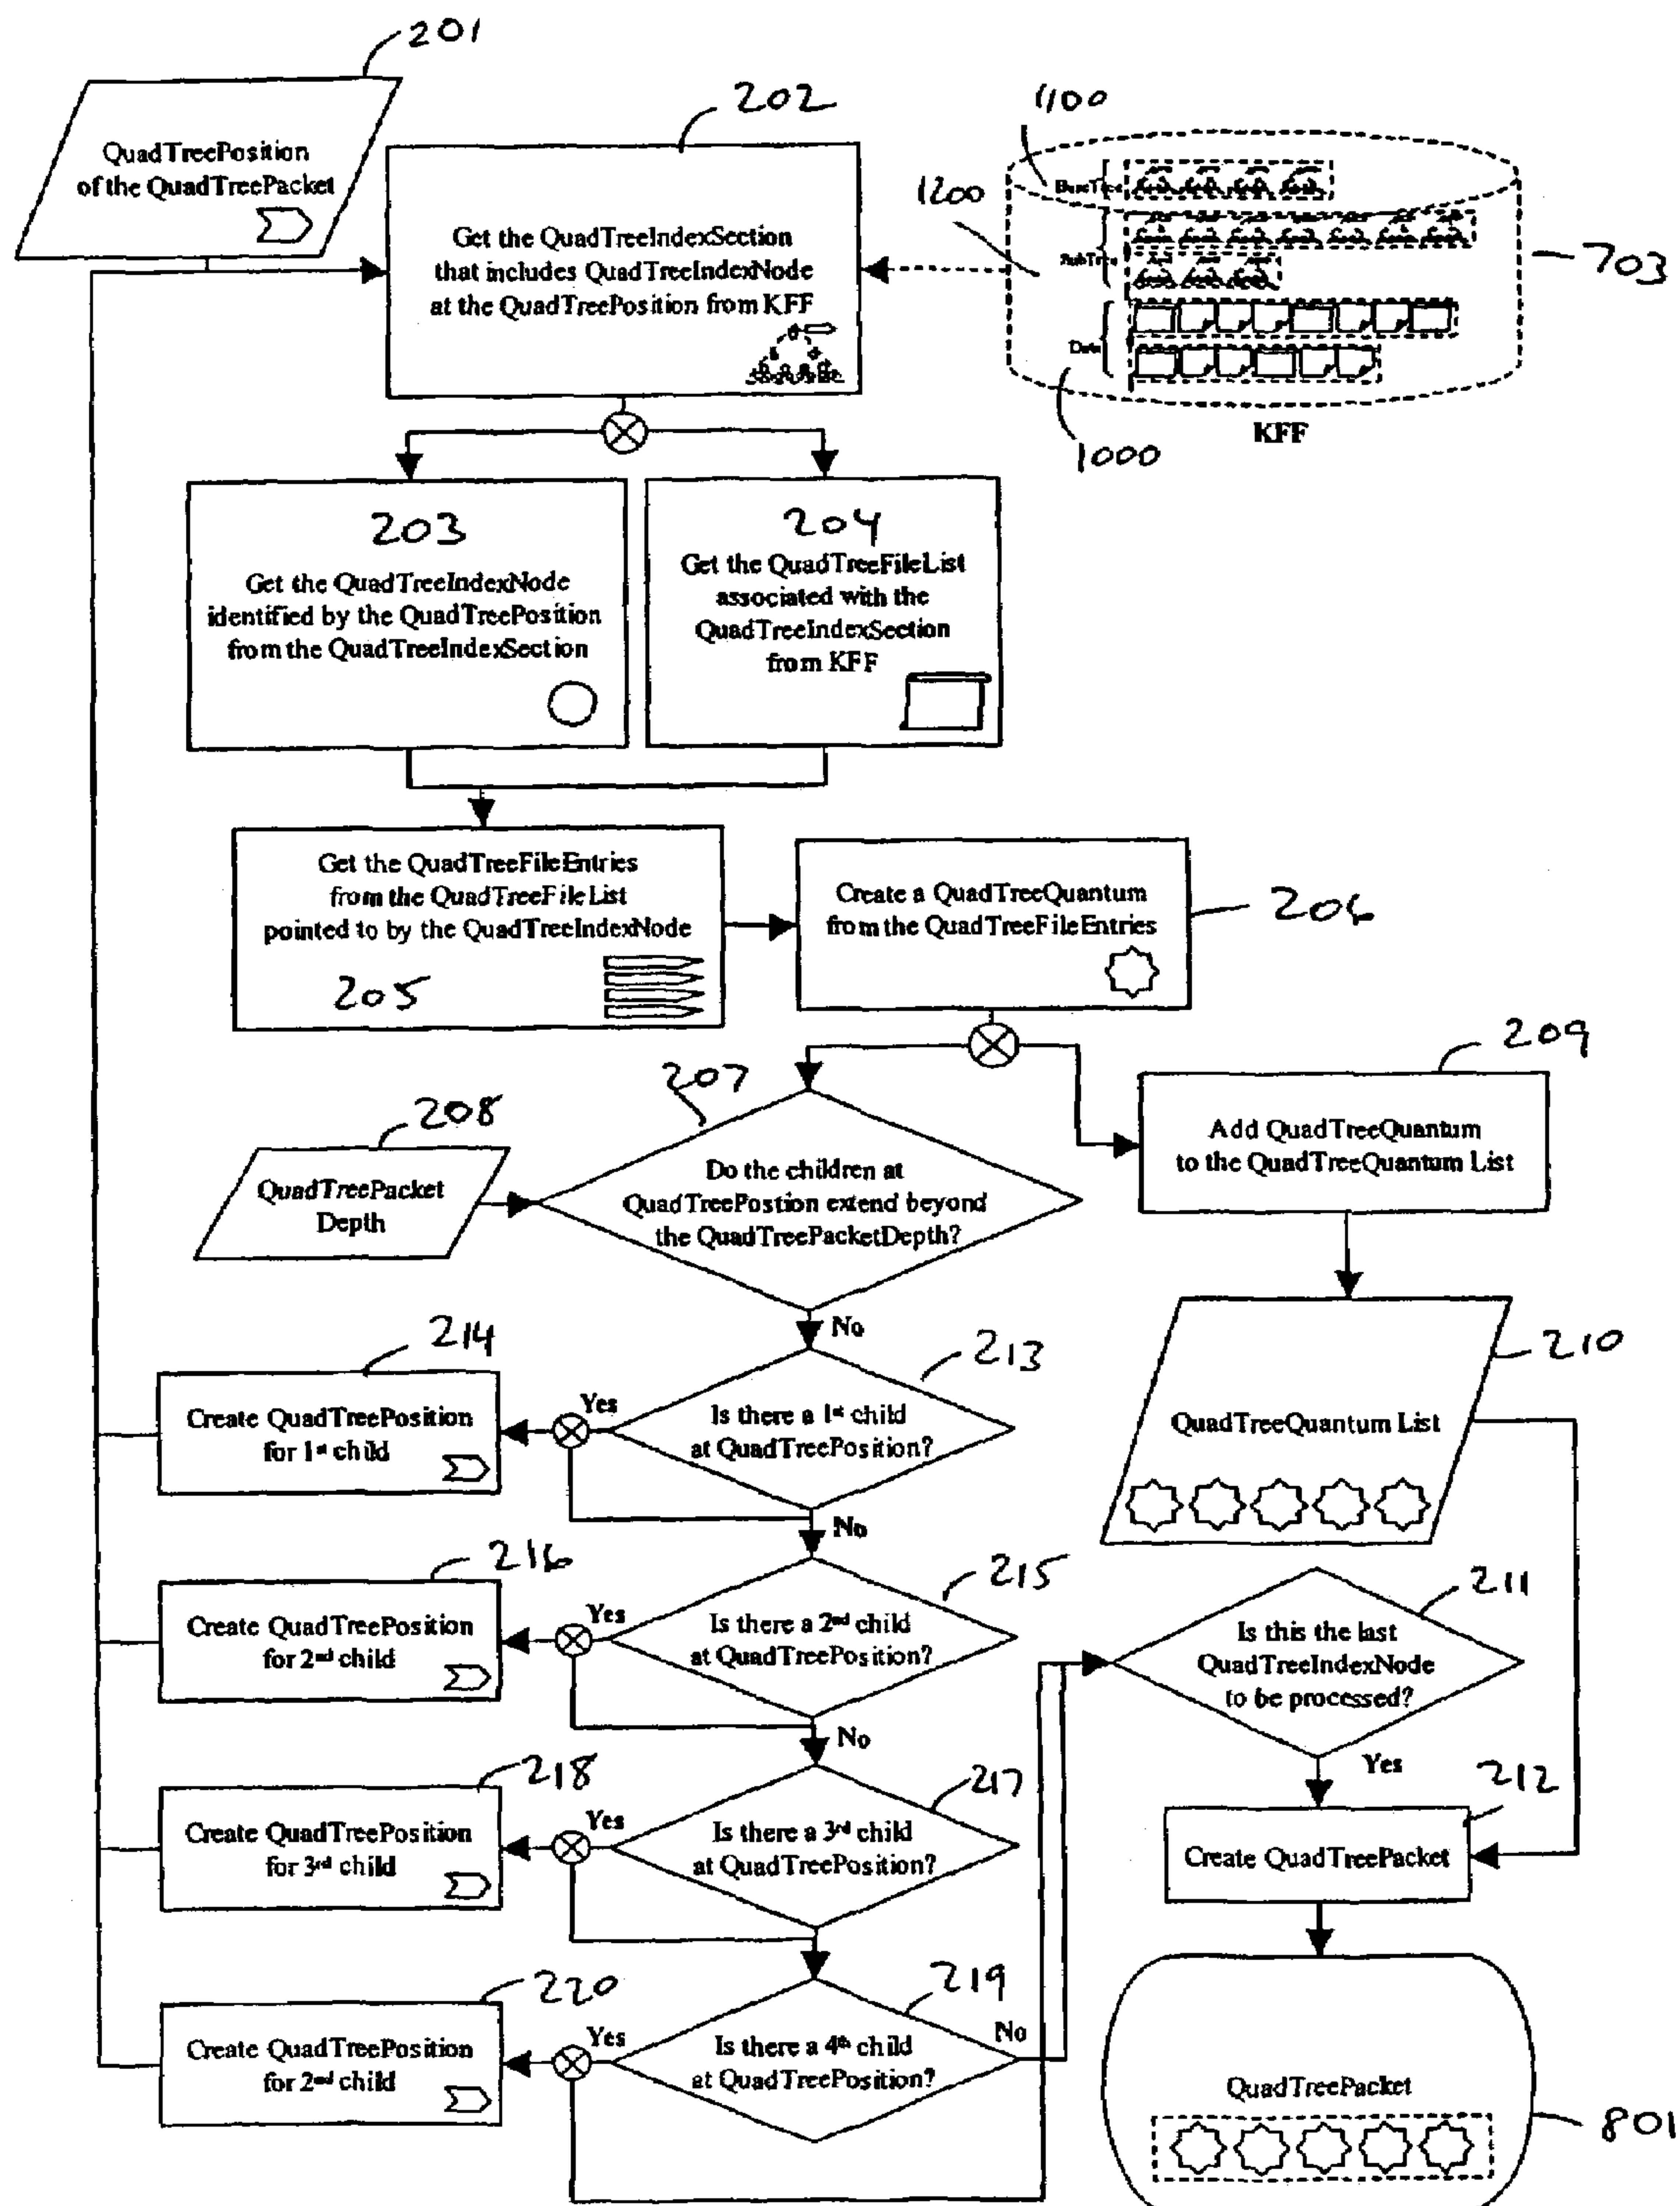 201
QuadTreePosition
of the QuadTreePacket
202
Get the QuadTreeIndexSection
that includes QuadTreeIndexNode
at the QuadTreePosition from KFF
1100
1200
BaseTree
SubTree
Data
703
KFF
1000
203
Get the QuadTreeIndexNode
identified by the QuadTreePosition
from the QuadTreeIndexSection
204
Get the QuadTreeFileList
associated with the
QuadTreeIndexSection
from KFF
Get the QuadTreeFileEntries
from the QuadTreeFileList
pointed to by the QuadTreeIndexNode
205
Create a QuadTreeQuantum
from the QuadTreeFileEntries
206
207
Do the children at
QuadTreePostion extend beyond
the QuadTreePacketDepth?
208
QuadTreePacket
Depth
209
Add QuadTreeQuantum
to the QuadTreeQuantum List
210
QuadTreeQuantum List
No
213
Is there a 1st child
at QuadTreePosition?
Yes
214
Create QuadTreePosition
for 1st child
No
215
Is there a 2nd child
at QuadTreePosition?
Yes
216
Create QuadTreePosition
for 2nd child
No
217
Is there a 3rd child
at QuadTreePosition?
Yes
218
Create QuadTreePosition
for 3rd child
219
Is there a 4th child
at QuadTreePosition?
No
Yes
220
Create QuadTreePosition
for 2nd child
211
Is this the last
QuadTreeIndexNode
to be processed?
Yes
212
Create QuadTreePacket
QuadTreePacket
801